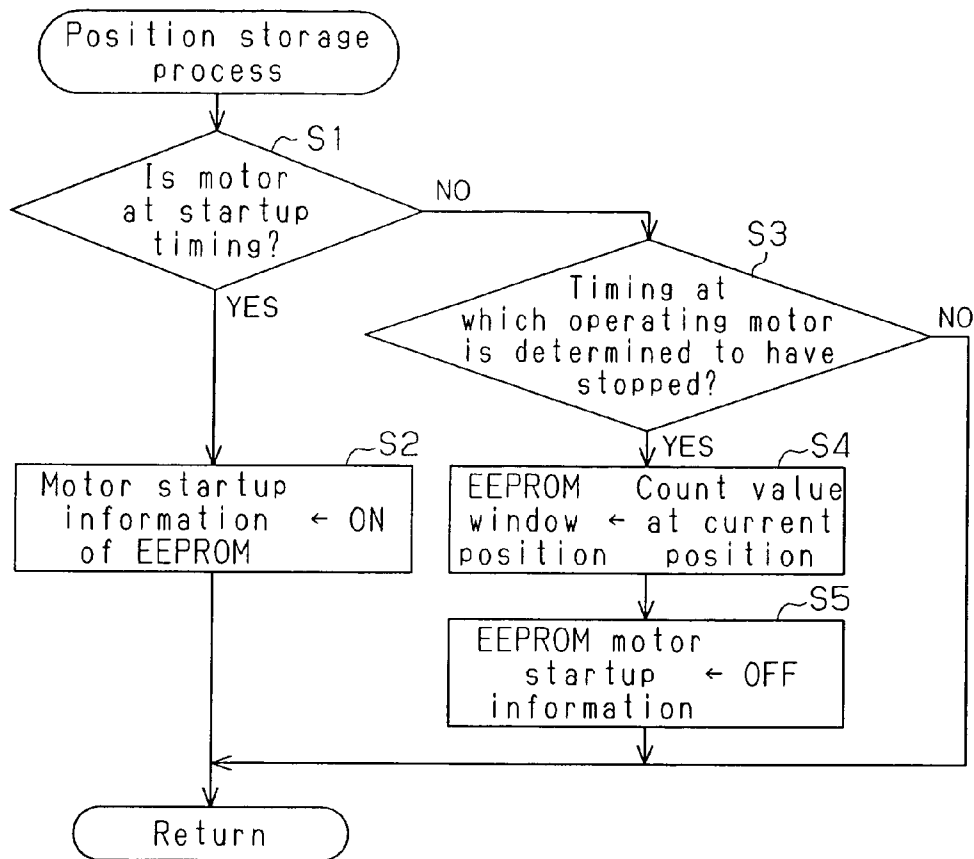 Position storage
process
S1
Is motor
at startup
timing?
NO
YES
S3
Timing at
which operating motor
is determined to have
stopped?
NO
YES
S2
Motor startup
information ← ON
of EEPROM
S4
EEPROM Count value
window ← at current
position position
S5
EEPROM motor
startup ← OFF
information
Return